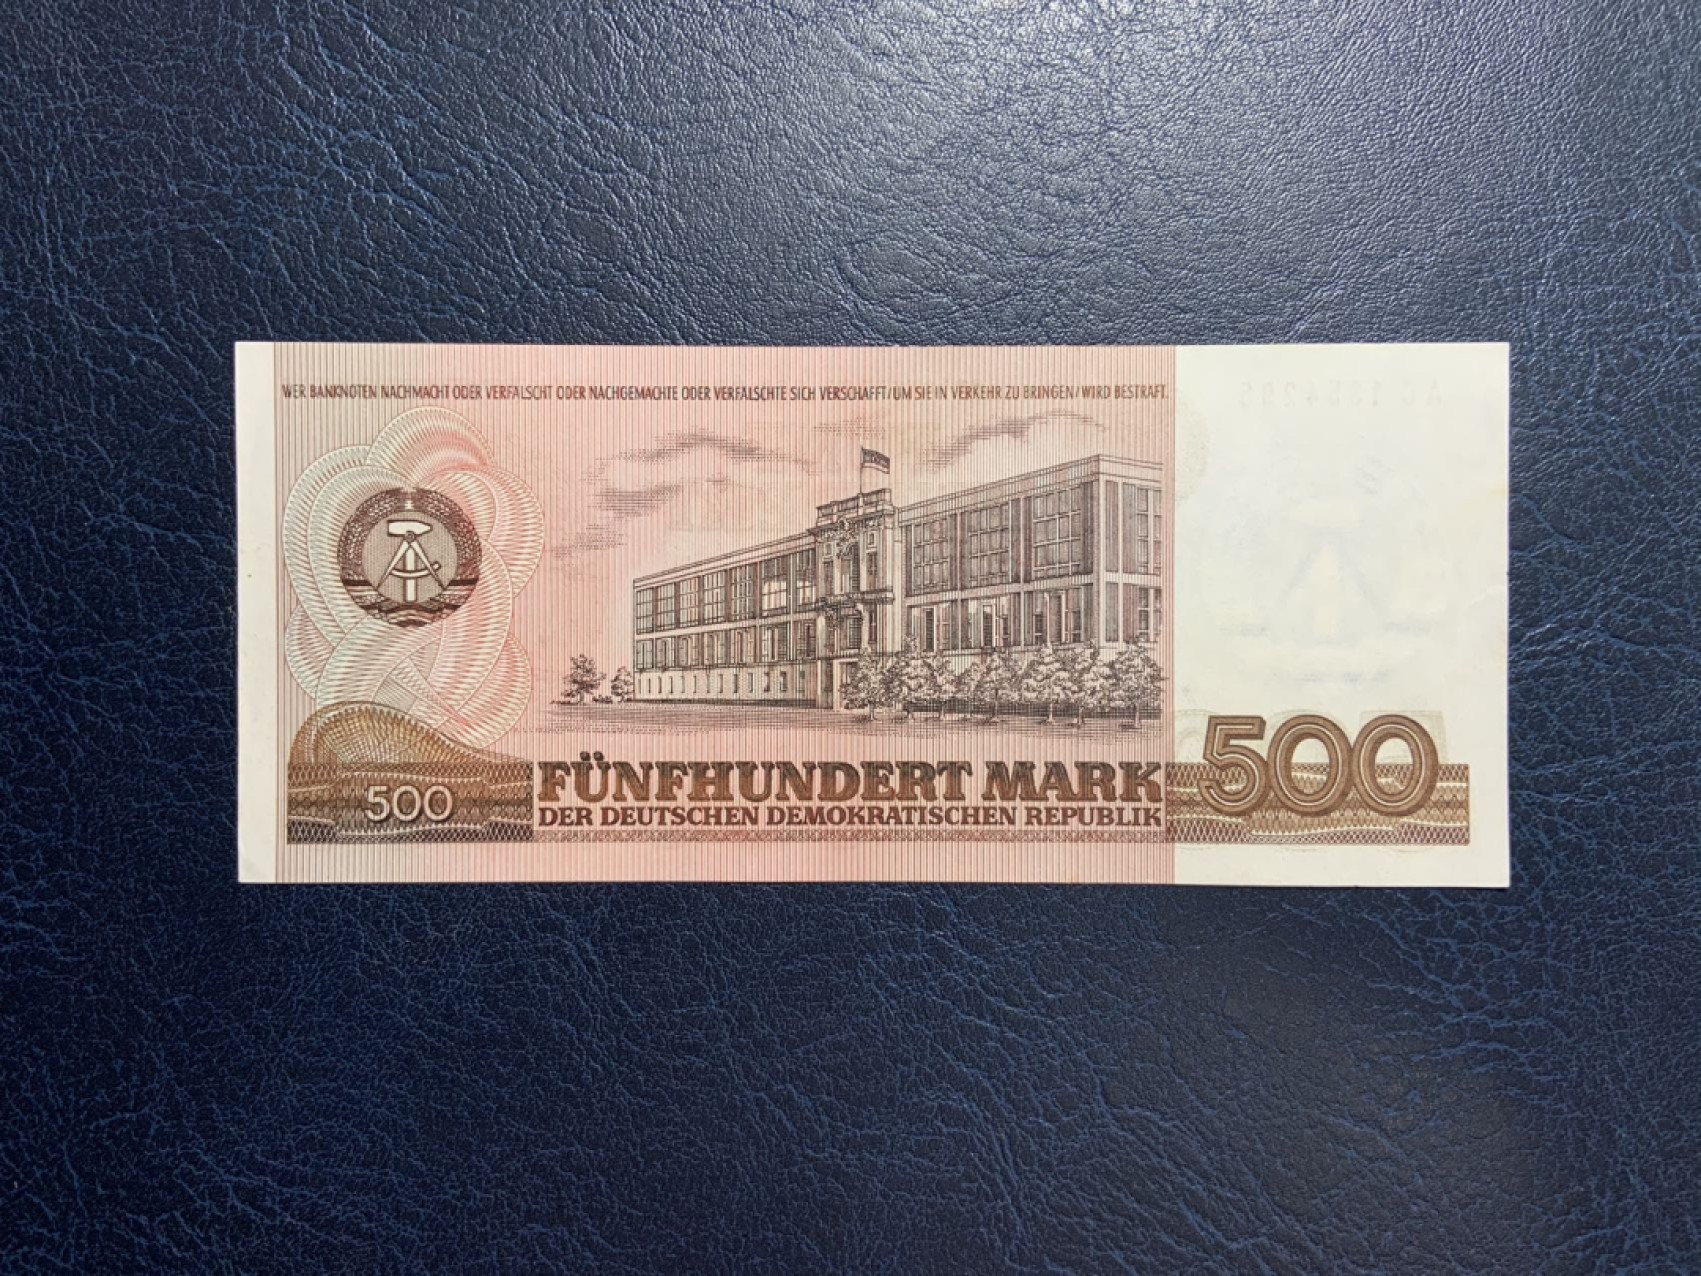 WER BANKNOTEN NACHMACHT ODER VERFÄLSCHT ODER NACHGEMACHTE ODER VERFÄLSCHTE SICH VERSCHAFFT/UM SIE IN VERKEHR ZU BRINGEN/WIRD BESTRAFT.
FÜNFHUNDERT MARK
DER DEUTSCHEN DEMOKRATISCHEN REPUBLIK
500
500